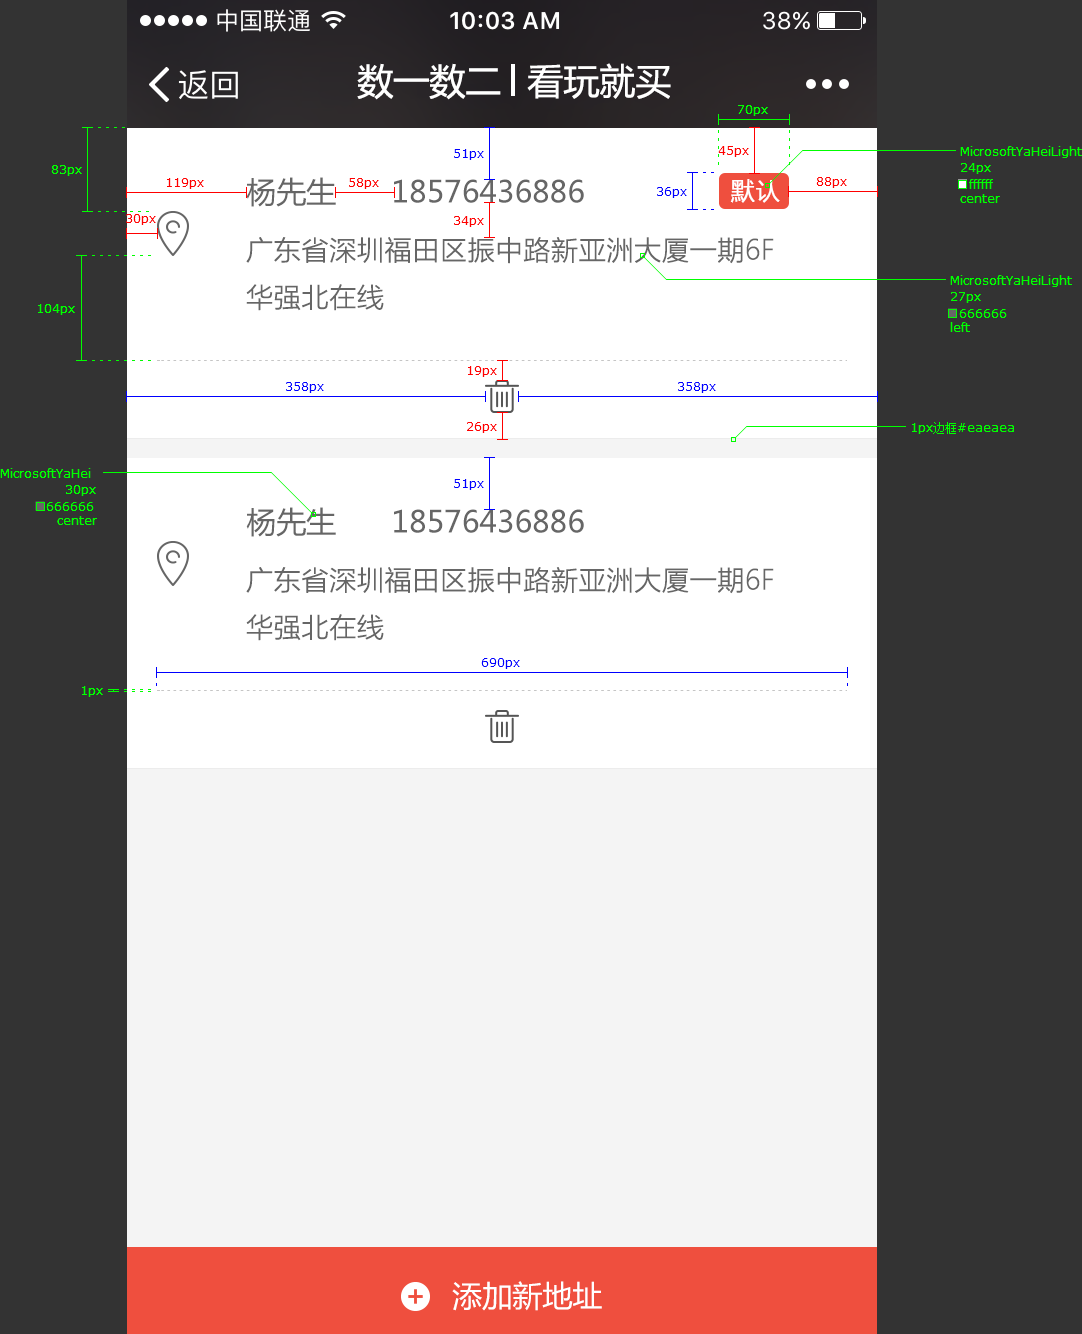 中国联通 10:03 AM 38%
返回 数一数二 | 看玩就买
70px
83px 51px 45px MicrosoftYaHeiLight
24px
ffffff
center
119px 58px 36px 88px
杨先生 18576436886 默认
30px 34px
广东省深圳福田区振中路新亚洲大厦一期6F
MicrosoftYaHeiLight
27px
666666
left
华强北在线
104px
19px
358px 358px
26px 1px边框#eaeaea
MicrosoftYaHei
30px
666666
center
51px
杨先生 18576436886
广东省深圳福田区振中路新亚洲大厦一期6F
华强北在线
690px
1px
添加新地址